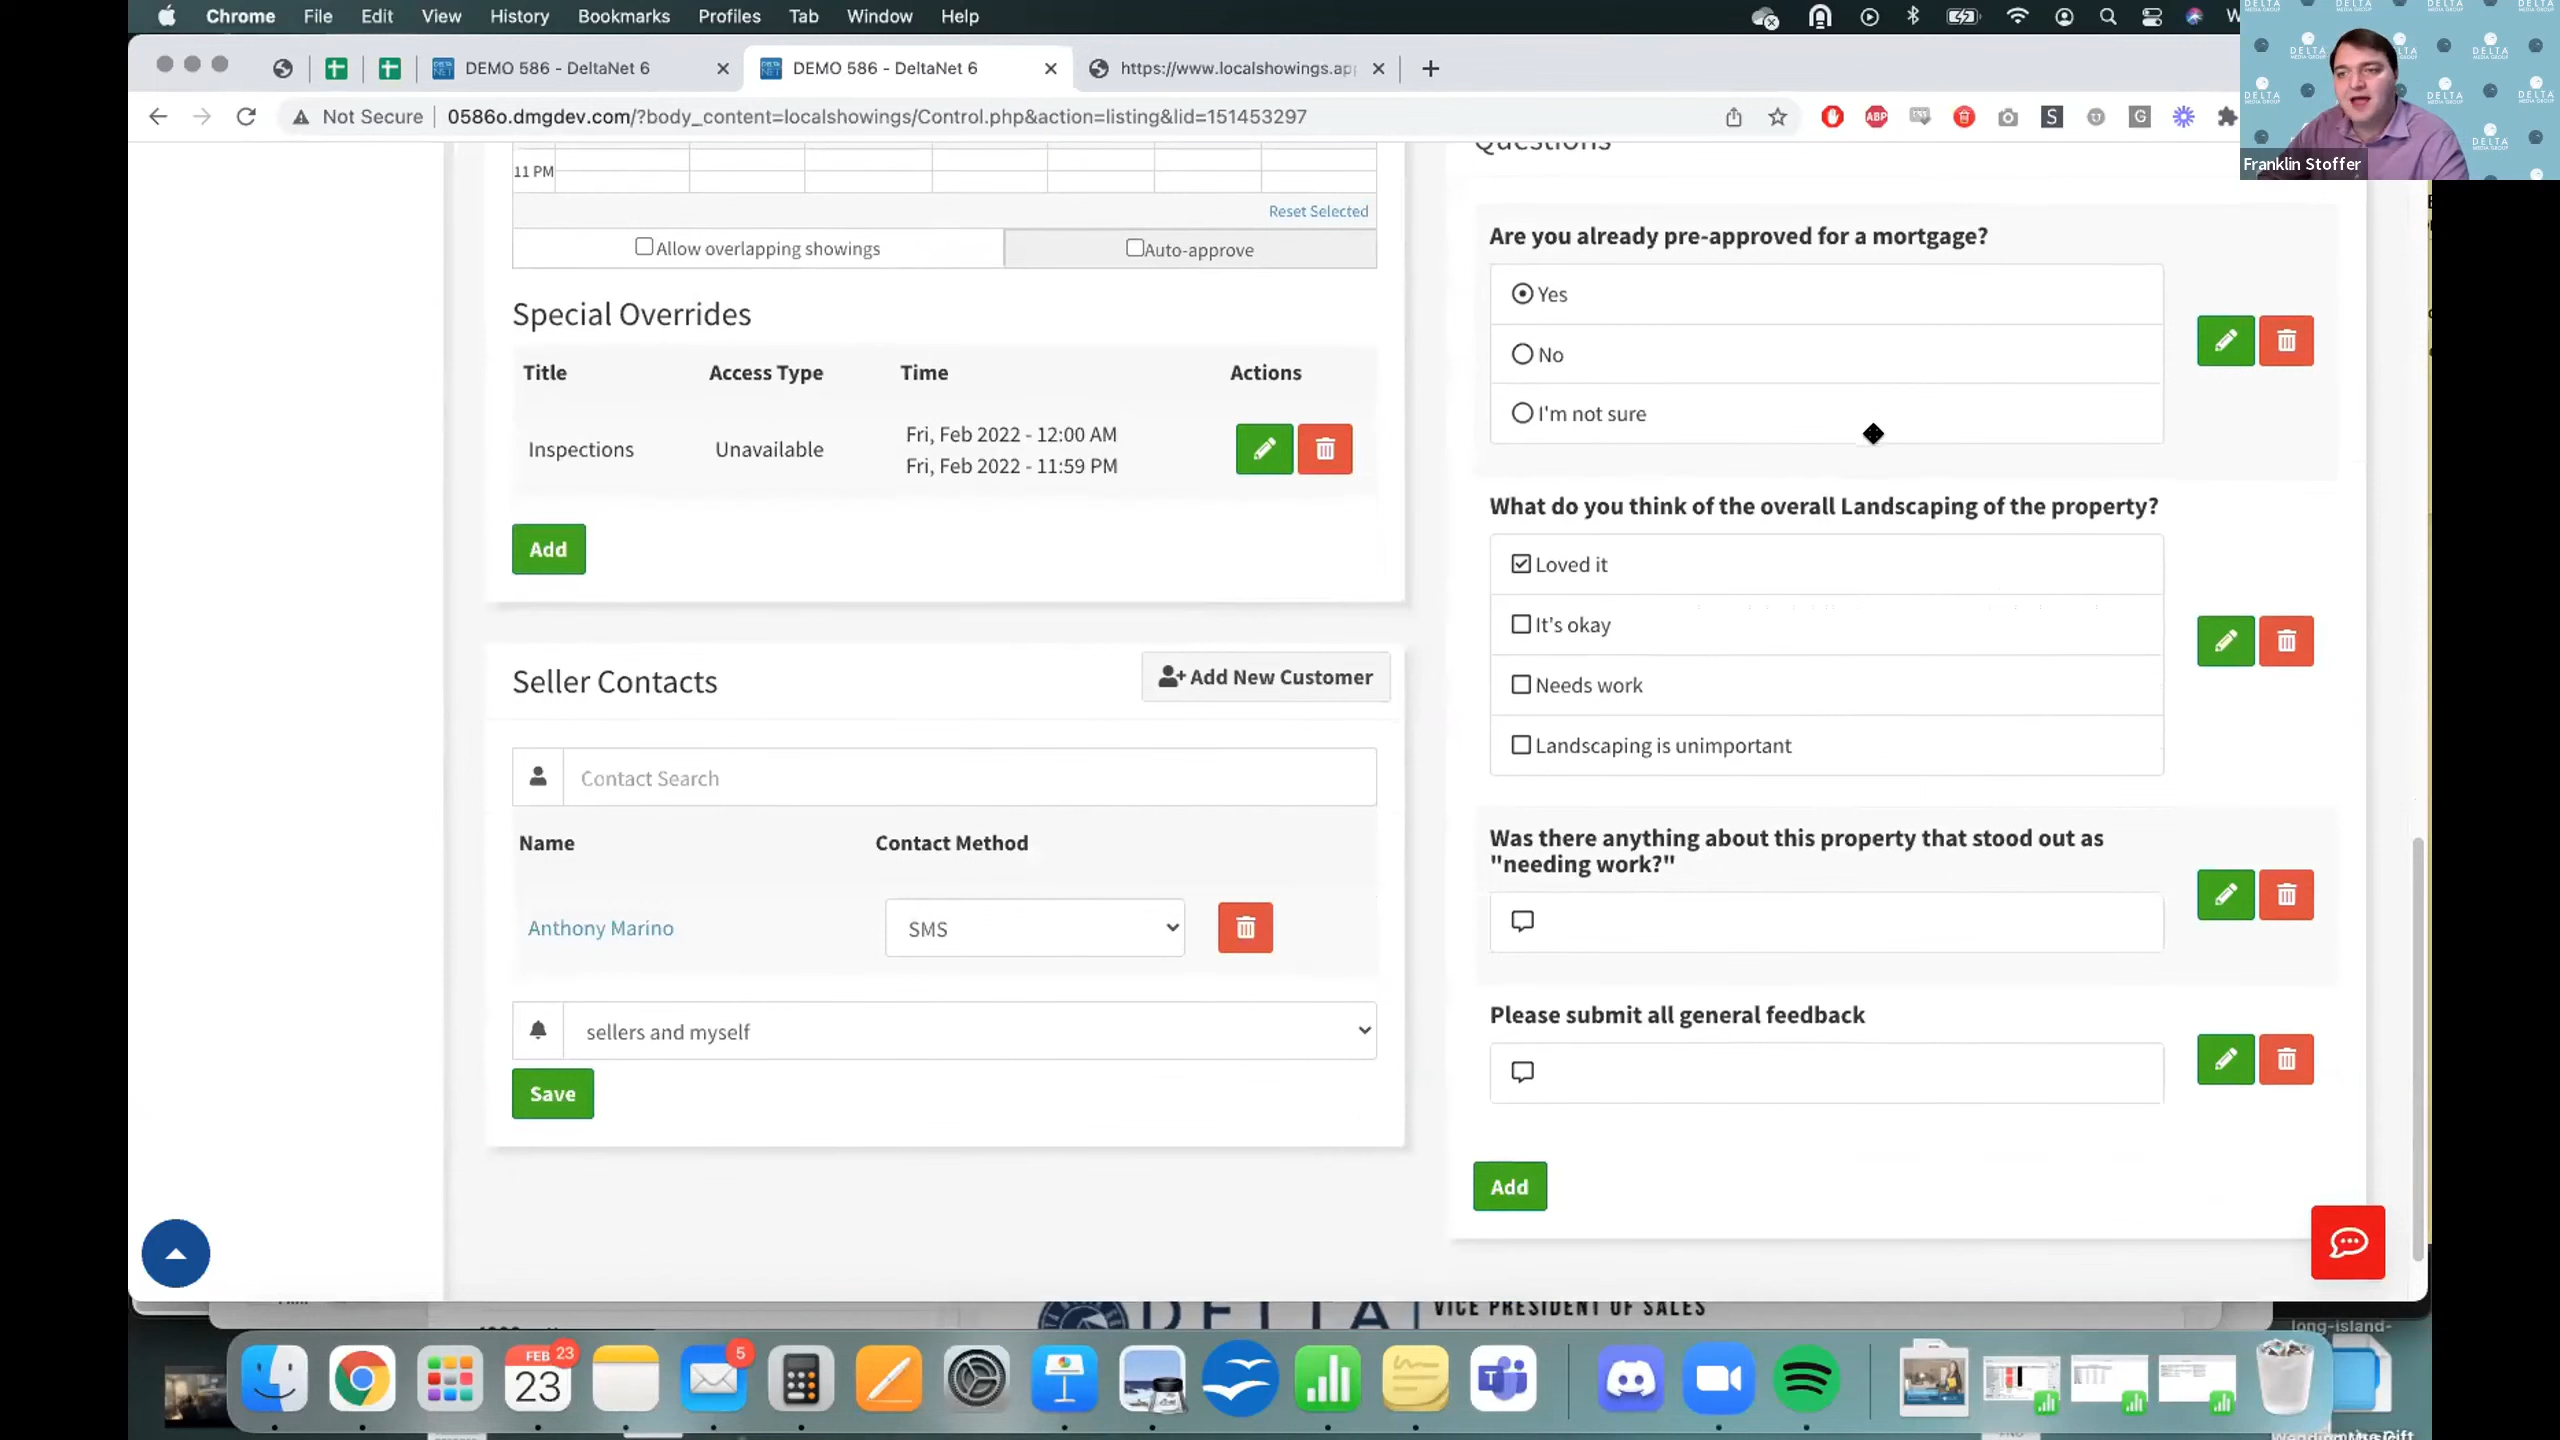 Chrome File Edit View History Bookmarks Profiles Tab Window Help
DEMO 586 - DeltaNet 6
DEMO 586 - DeltaNet 6
https://www.localshowings.ap
Not Secure 0586o.dmgdev.com/?body_content=localshowings/Control.php&action=listing&lid=151453297
Franklin Stoffer
11 PM
Reset Selected
Allow overlapping showings
Auto-approve
Special Overrides
Title Access Type Time Actions
Inspections Unavailable
Fri, Feb 2022 - 12:00 AM
Fri, Feb 2022 - 11:59 PM
Add
Seller Contacts
Add New Customer
Contact Search
Name Contact Method
Anthony Marino SMS
sellers and myself
Save
Questions
Are you already pre-approved for a mortgage?
Yes
No
I'm not sure
What do you think of the overall Landscaping of the property?
Loved it
It's okay
Needs work
Landscaping is unimportant
Was there anything about this property that stood out as
"needing work?"
Please submit all general feedback
Add
DELTA
VICE PRESIDENT OF SALES
long-island-
FEB 23
23
5